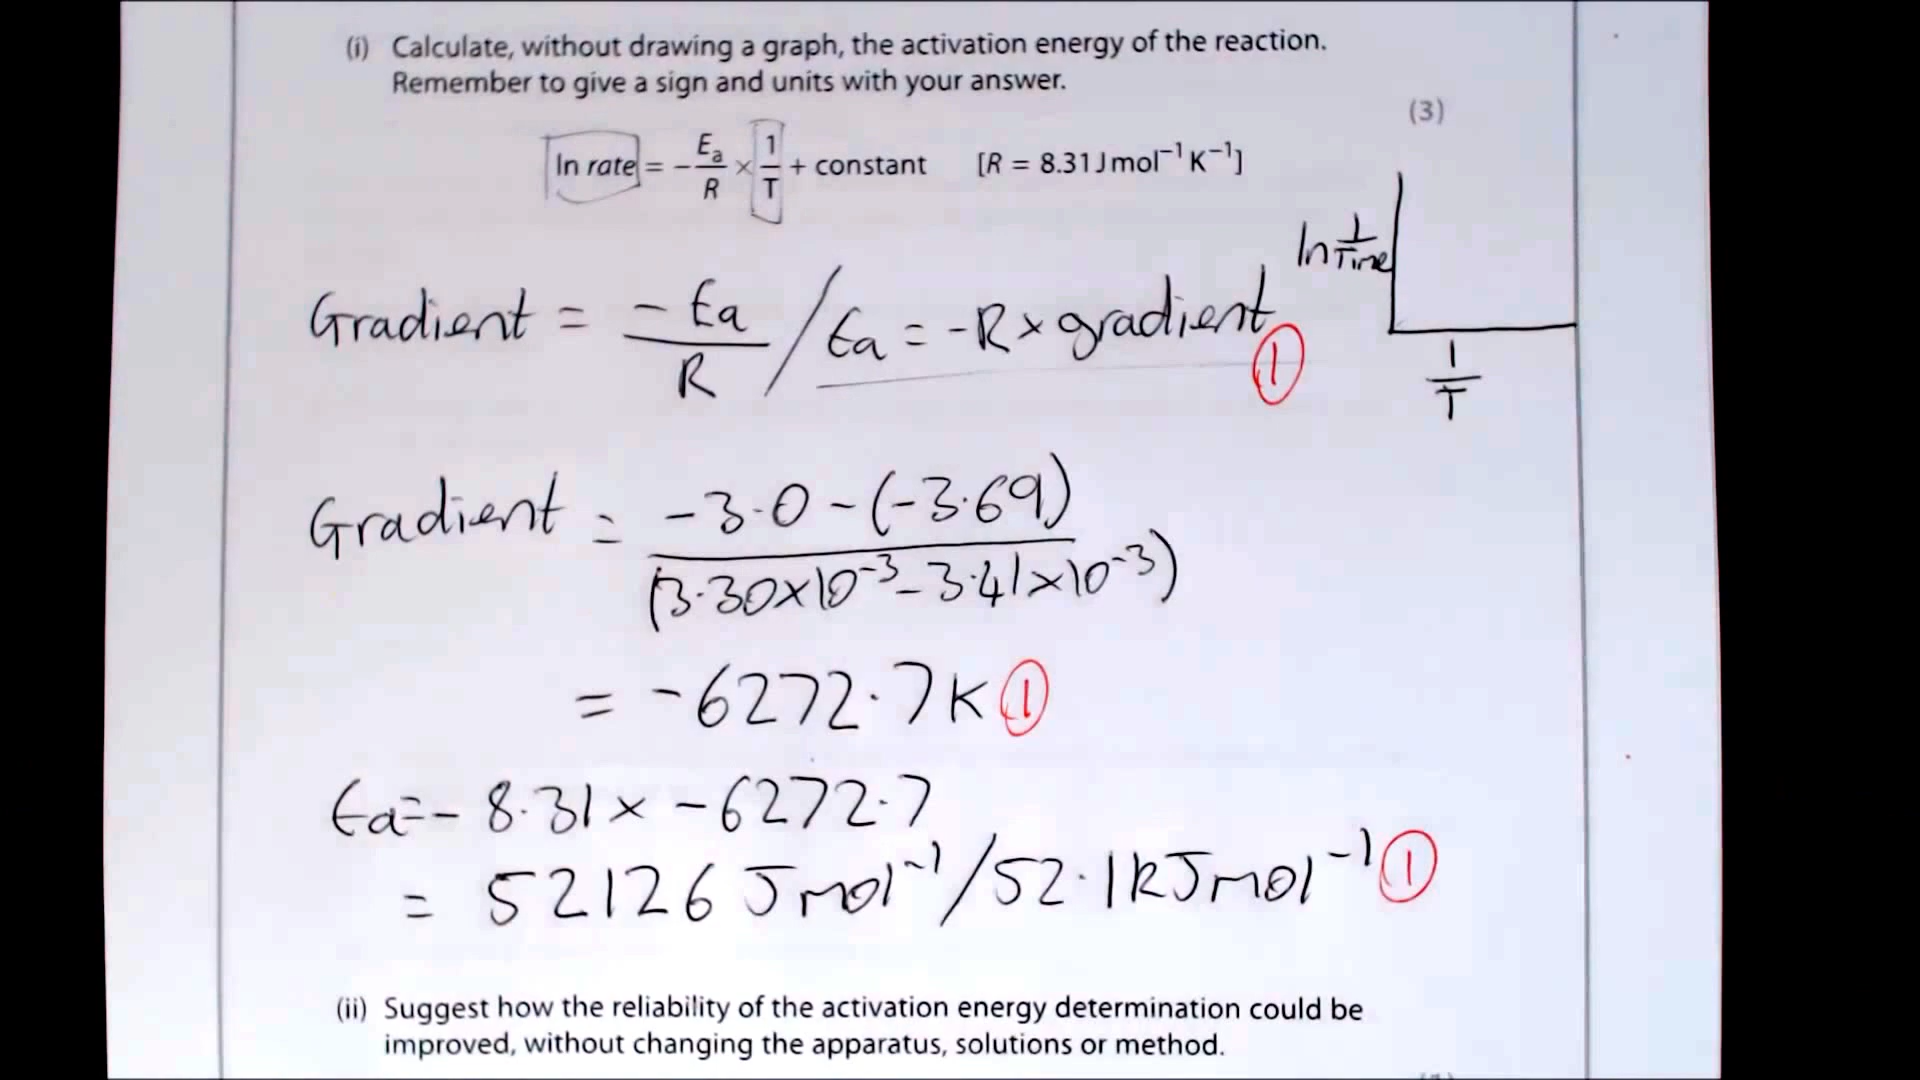 (i) Calculate, without drawing a graph, the activation energy of the reaction.
Remember to give a sign and units with your answer.
(3)
ln rate = − Ea/R × 1/T + constant [R = 8.31 J mol⁻¹ K⁻¹]
ln 1/Time
1/T
Gradient = −Ea/R / Ea = -R × gradient ①
Gradient = −3.0 − (−3.69) / (3.30×10⁻³ − 3.41×10⁻³)
= −6272.7 K ①
Ea = − 8.31 × −6272.7
= 52126 J mol⁻¹ / 52.1 kJ mol⁻¹ ①
(ii) Suggest how the reliability of the activation energy determination could be
improved, without changing the apparatus, solutions or method.